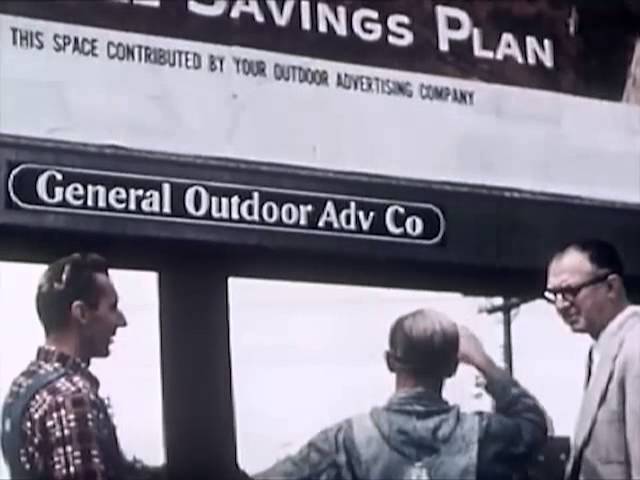 SAVINGS PLAN
THIS SPACE CONTRIBUTED BY YOUR OUTDOOR ADVERTISING COMPANY
General Outdoor Adv Co